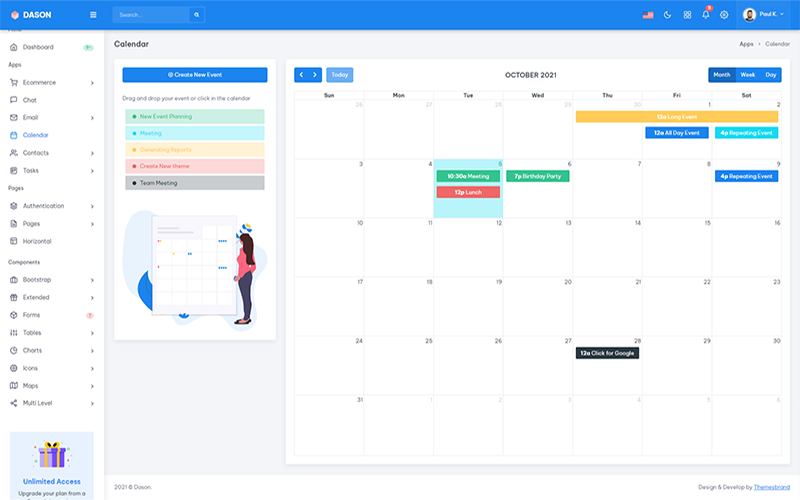 DASON
Search...
5
Paul K.
Dashboard
9+
Apps
Ecommerce
Chat
Email
Calendar
Contacts
Tasks
Pages
Authentication
Pages
Horizontal
Components
Bootstrap
Extended
Forms
7
Tables
Charts
Icons
Maps
Multi Level
Unlimited Access
Upgrade your plan from a
Calendar
Apps > Calendar
Create New Event
Drag and drop your event or click in the calendar
New Event Planning
Meeting
Generating Reports
Create New theme
Team Meeting
Today
OCTOBER 2021
Month Week Day
Sun Mon Tue Wed Thu Fri Sat
26 27 28 29 30 1 2
12a Long Event
12a All Day Event 4p Repeating Event
3 4 5 6 7 8 9
10:30a Meeting 7p Birthday Party 4p Repeating Event
12p Lunch
10 11 12 13 14 15 16
17 18 19 20 21 22 23
24 25 26 27 28 29 30
12a Click for Google
31 1 2 3 4 5 6
2021 © Dason.
Design & Develop by Themesbrand